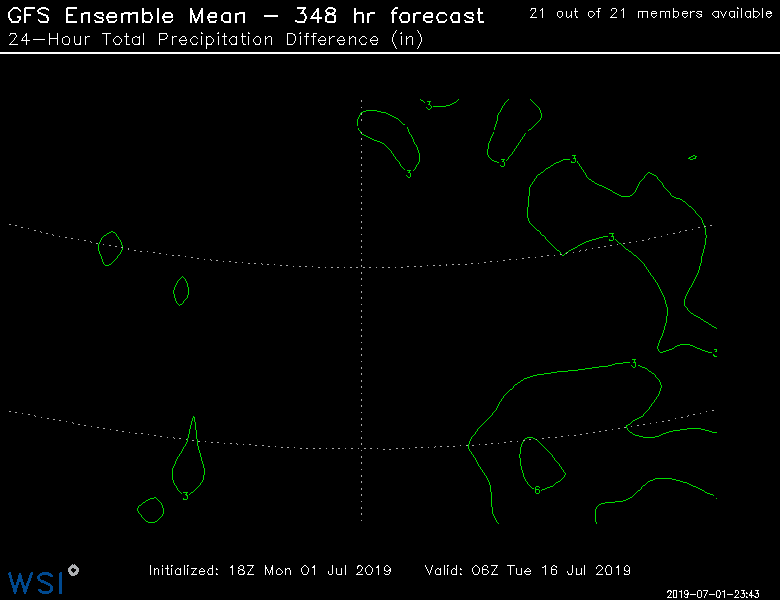 GFS Ensemble Mean – 348 hr forecast
21 out of 21 members available
24–Hour Total Precipitation Difference (in)
3
3
3
3
3
3
3
6
3
Initialized: 18Z Mon 01 Jul 2019
Valid: 06Z Tue 16 Jul 2019
WSI
2019–07–01–23:43